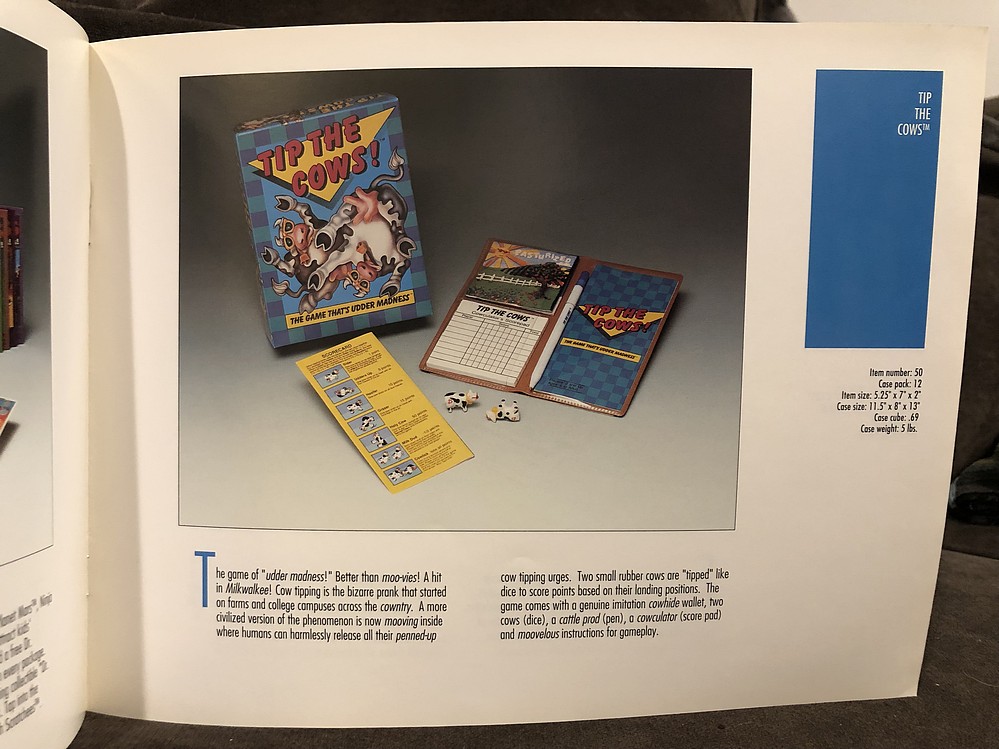 TIP THE
COWS!
THE GAME THAT'S UDDER MADNESS
PASTURIZED
TIP THE COWS
TIP THE
COWS!
THE GAME THAT'S UDDER MADNESS
SCORECARD
TIP
THE
COWS™
Item number: 50
Case pack: 12
Item size: 5.25" x 7" x 2"
Case size: 11.5" x 8" x 13"
Case cube: .69
Case weight: 5 lbs.
The game of "udder madness!" Better than moo-vies! A hit
in Milkwalkee! Cow tipping is the bizarre prank that started
on farms and college campuses across the cowntry. A more
civilized version of the phenomenon is now mooving inside
where humans can harmlessly release all their penned-up
cow tipping urges. Two small rubber cows are "tipped" like
dice to score points based on their landing positions. The
game comes with a genuine imitation cowhide wallet, two
cows (dice), a cattle prod (pen), a cowculator (score pad)
and moovelous instructions for gameplay.